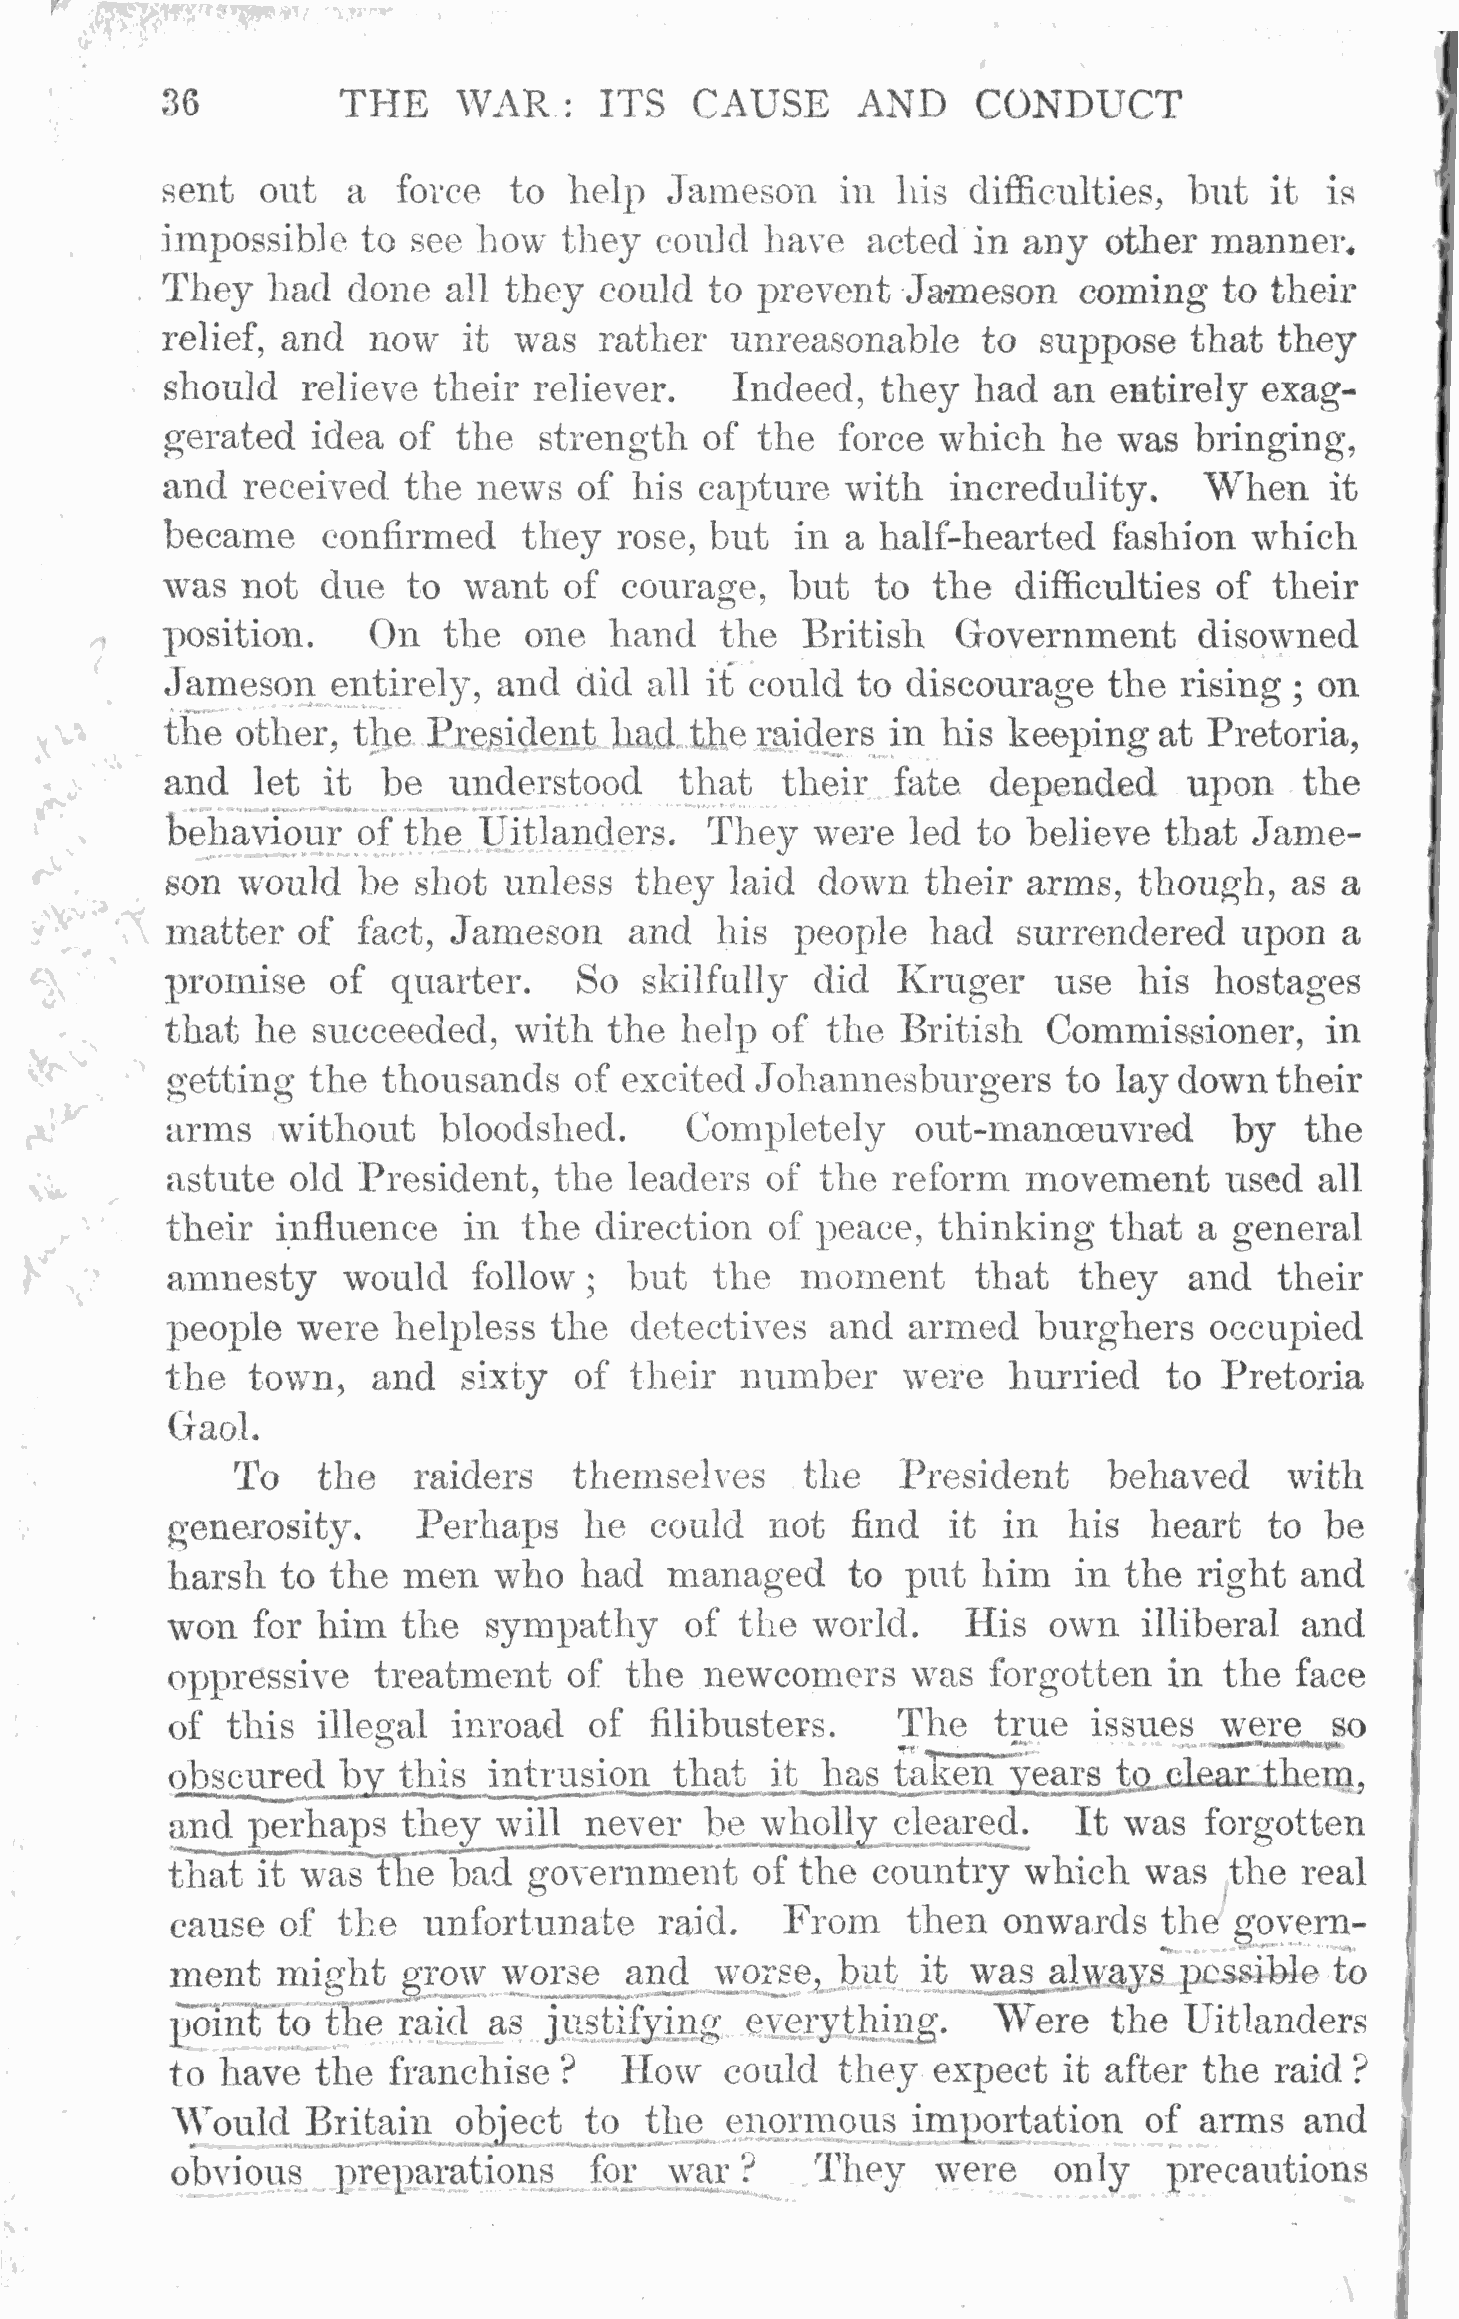 36 THE WAR: ITS CAUSE AND CONDUCT
sent out a force to help Jameson in his difficulties, but it is
impossible to see how they could have acted in any other manner.
They had done all they could to prevent Jameson coming to their
relief, and now it was rather unreasonable to suppose that they
should relieve their reliever. Indeed, they had an entirely exag-
gerated idea of the strength of the force which he was bringing,
and received the news of his capture with incredulity. When it
became confirmed they rose, but in a half-hearted fashion which
was not due to want of courage, but to the difficulties of their
position. On the one hand the British Government disowned
Jameson entirely, and did all it could to discourage the rising; on
the other, the President had the raiders in his keeping at Pretoria,
and let it be understood that their fate depended upon the
behaviour of the Uitlanders. They were led to believe that Jame-
son would be shot unless they laid down their arms, though, as a
matter of fact, Jameson and his people had surrendered upon a
promise of quarter. So skilfully did Kruger use his hostages
that he succeeded, with the help of the British Commissioner, in
getting the thousands of excited Johannesburgers to lay down their
arms without bloodshed. Completely out-manœuvred by the
astute old President, the leaders of the reform movement used all
their influence in the direction of peace, thinking that a general
amnesty would follow; but the moment that they and their
people were helpless the detectives and armed burghers occupied
the town, and sixty of their number were hurried to Pretoria
Gaol.
To the raiders themselves the President behaved with
generosity. Perhaps he could not find it in his heart to be
harsh to the men who had managed to put him in the right and
won for him the sympathy of the world. His own illiberal and
oppressive treatment of the newcomers was forgotten in the face
of this illegal inroad of filibusters. The true issues were so
obscured by this intrusion that it has taken years to clear them,
and perhaps they will never be wholly cleared. It was forgotten
that it was the bad government of the country which was the real
cause of the unfortunate raid. From then onwards the govern-
ment might grow worse and worse, but it was always possible to
point to the raid as justifying everything. Were the Uitlanders
to have the franchise? How could they expect it after the raid?
Would Britain object to the enormous importation of arms and
obvious preparations for war? They were only precautions